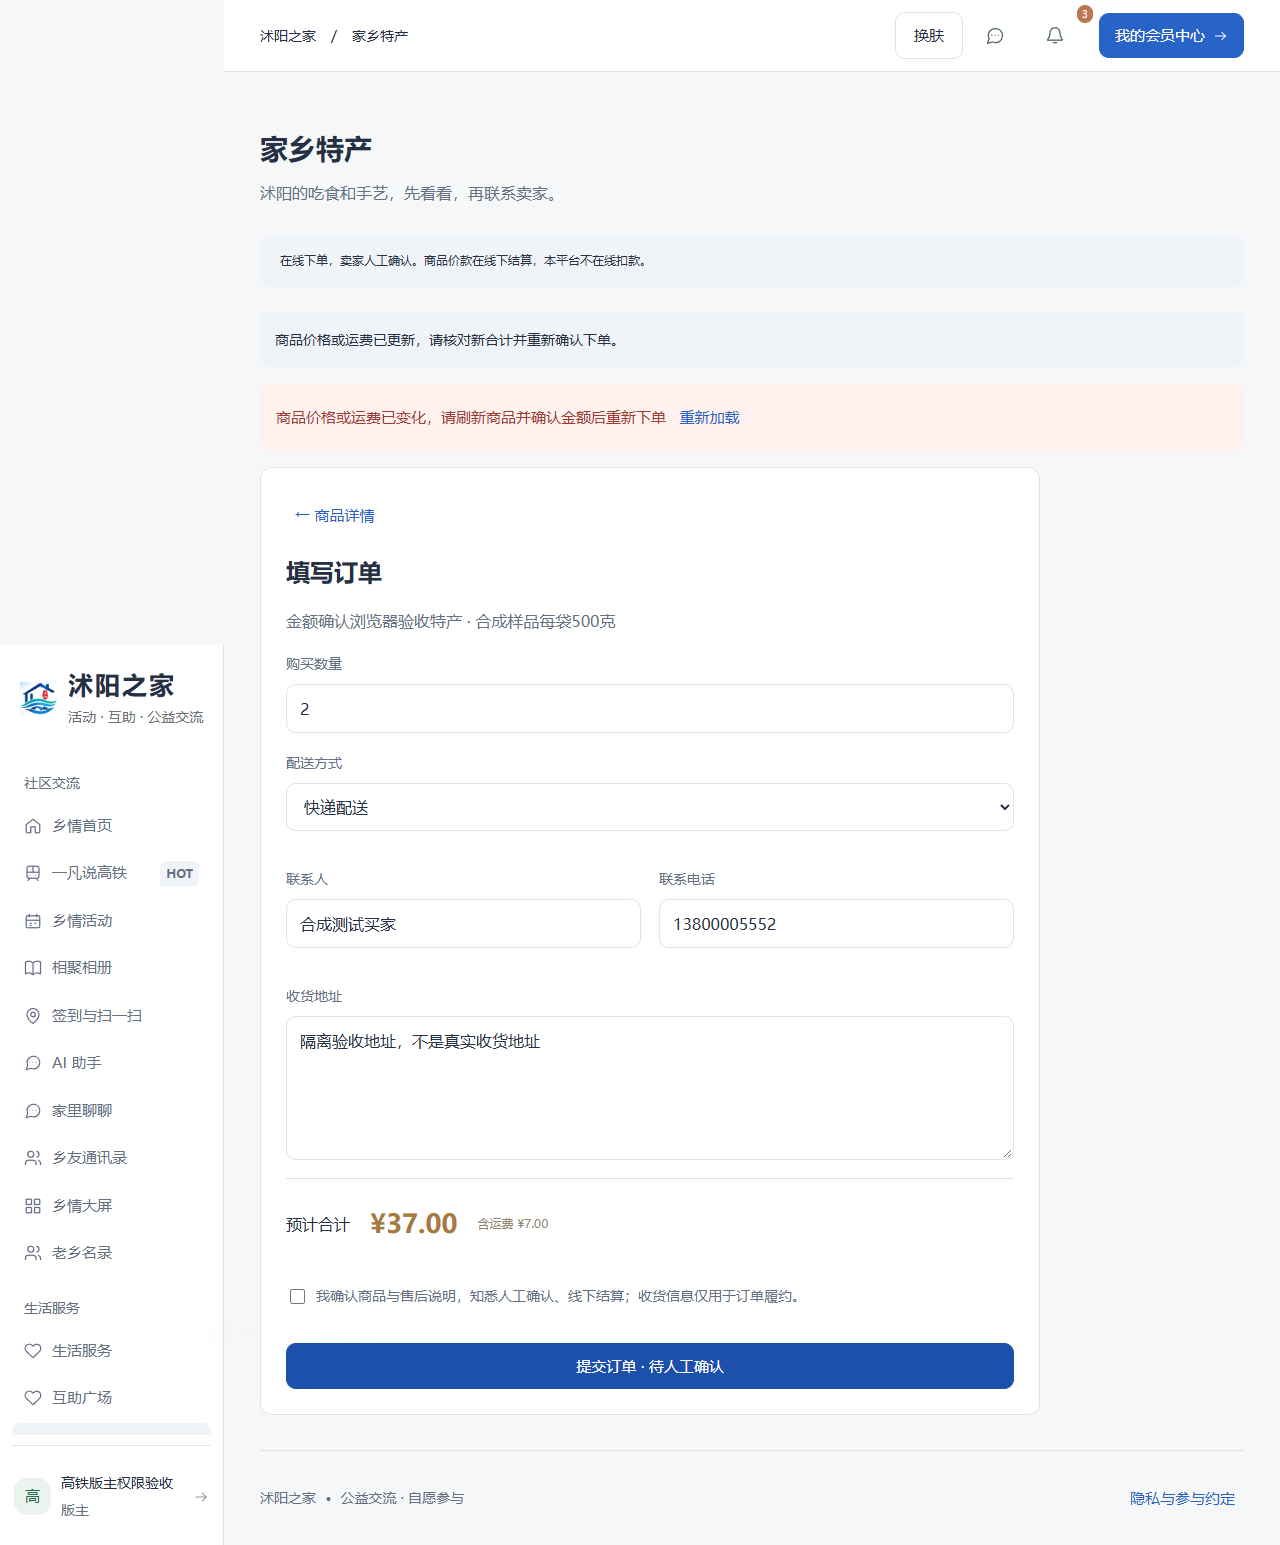 沭阳之家 / 家乡特产
换肤
3
我的会员中心 →
家乡特产
沭阳的吃食和手艺，先看看，再联系卖家。
在线下单，卖家人工确认。商品价款在线下结算，本平台不在线扣款。
商品价格或运费已更新，请核对新合计并重新确认下单。
商品价格或运费已变化，请刷新商品并确认金额后重新下单 重新加载
← 商品详情
填写订单
金额确认浏览器验收特产 · 合成样品每袋500克
购买数量
2
配送方式
快递配送
联系人
合成测试买家
联系电话
13800005552
收货地址
隔离验收地址，不是真实收货地址
预计合计 ¥37.00 含运费 ¥7.00
我确认商品与售后说明，知悉人工确认、线下结算；收货信息仅用于订单履约。
提交订单 · 待人工确认
沭阳之家 • 公益交流 · 自愿参与
隐私与参与约定
沭阳之家
活动 · 互助 · 公益交流
社区交流
乡情首页
一凡说高铁 HOT
乡情活动
相聚相册
签到与扫一扫
AI 助手
家里聊聊
乡友通讯录
乡情大屏
老乡名录
生活服务
生活服务
互助广场
高
高铁版主权限验收
版主
→